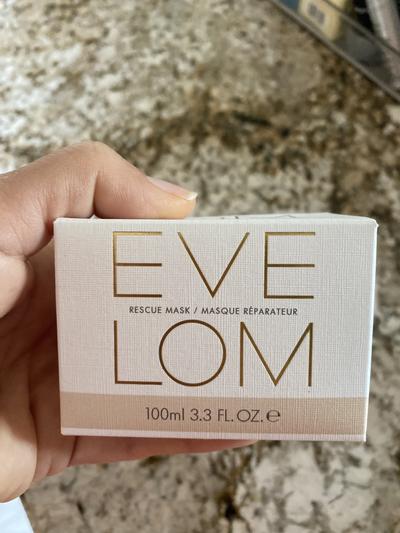 EVE
RESCUE MASK / MASQUE RÉPARATEUR
LOM
100ml 3.3 FL. OZ. ℮